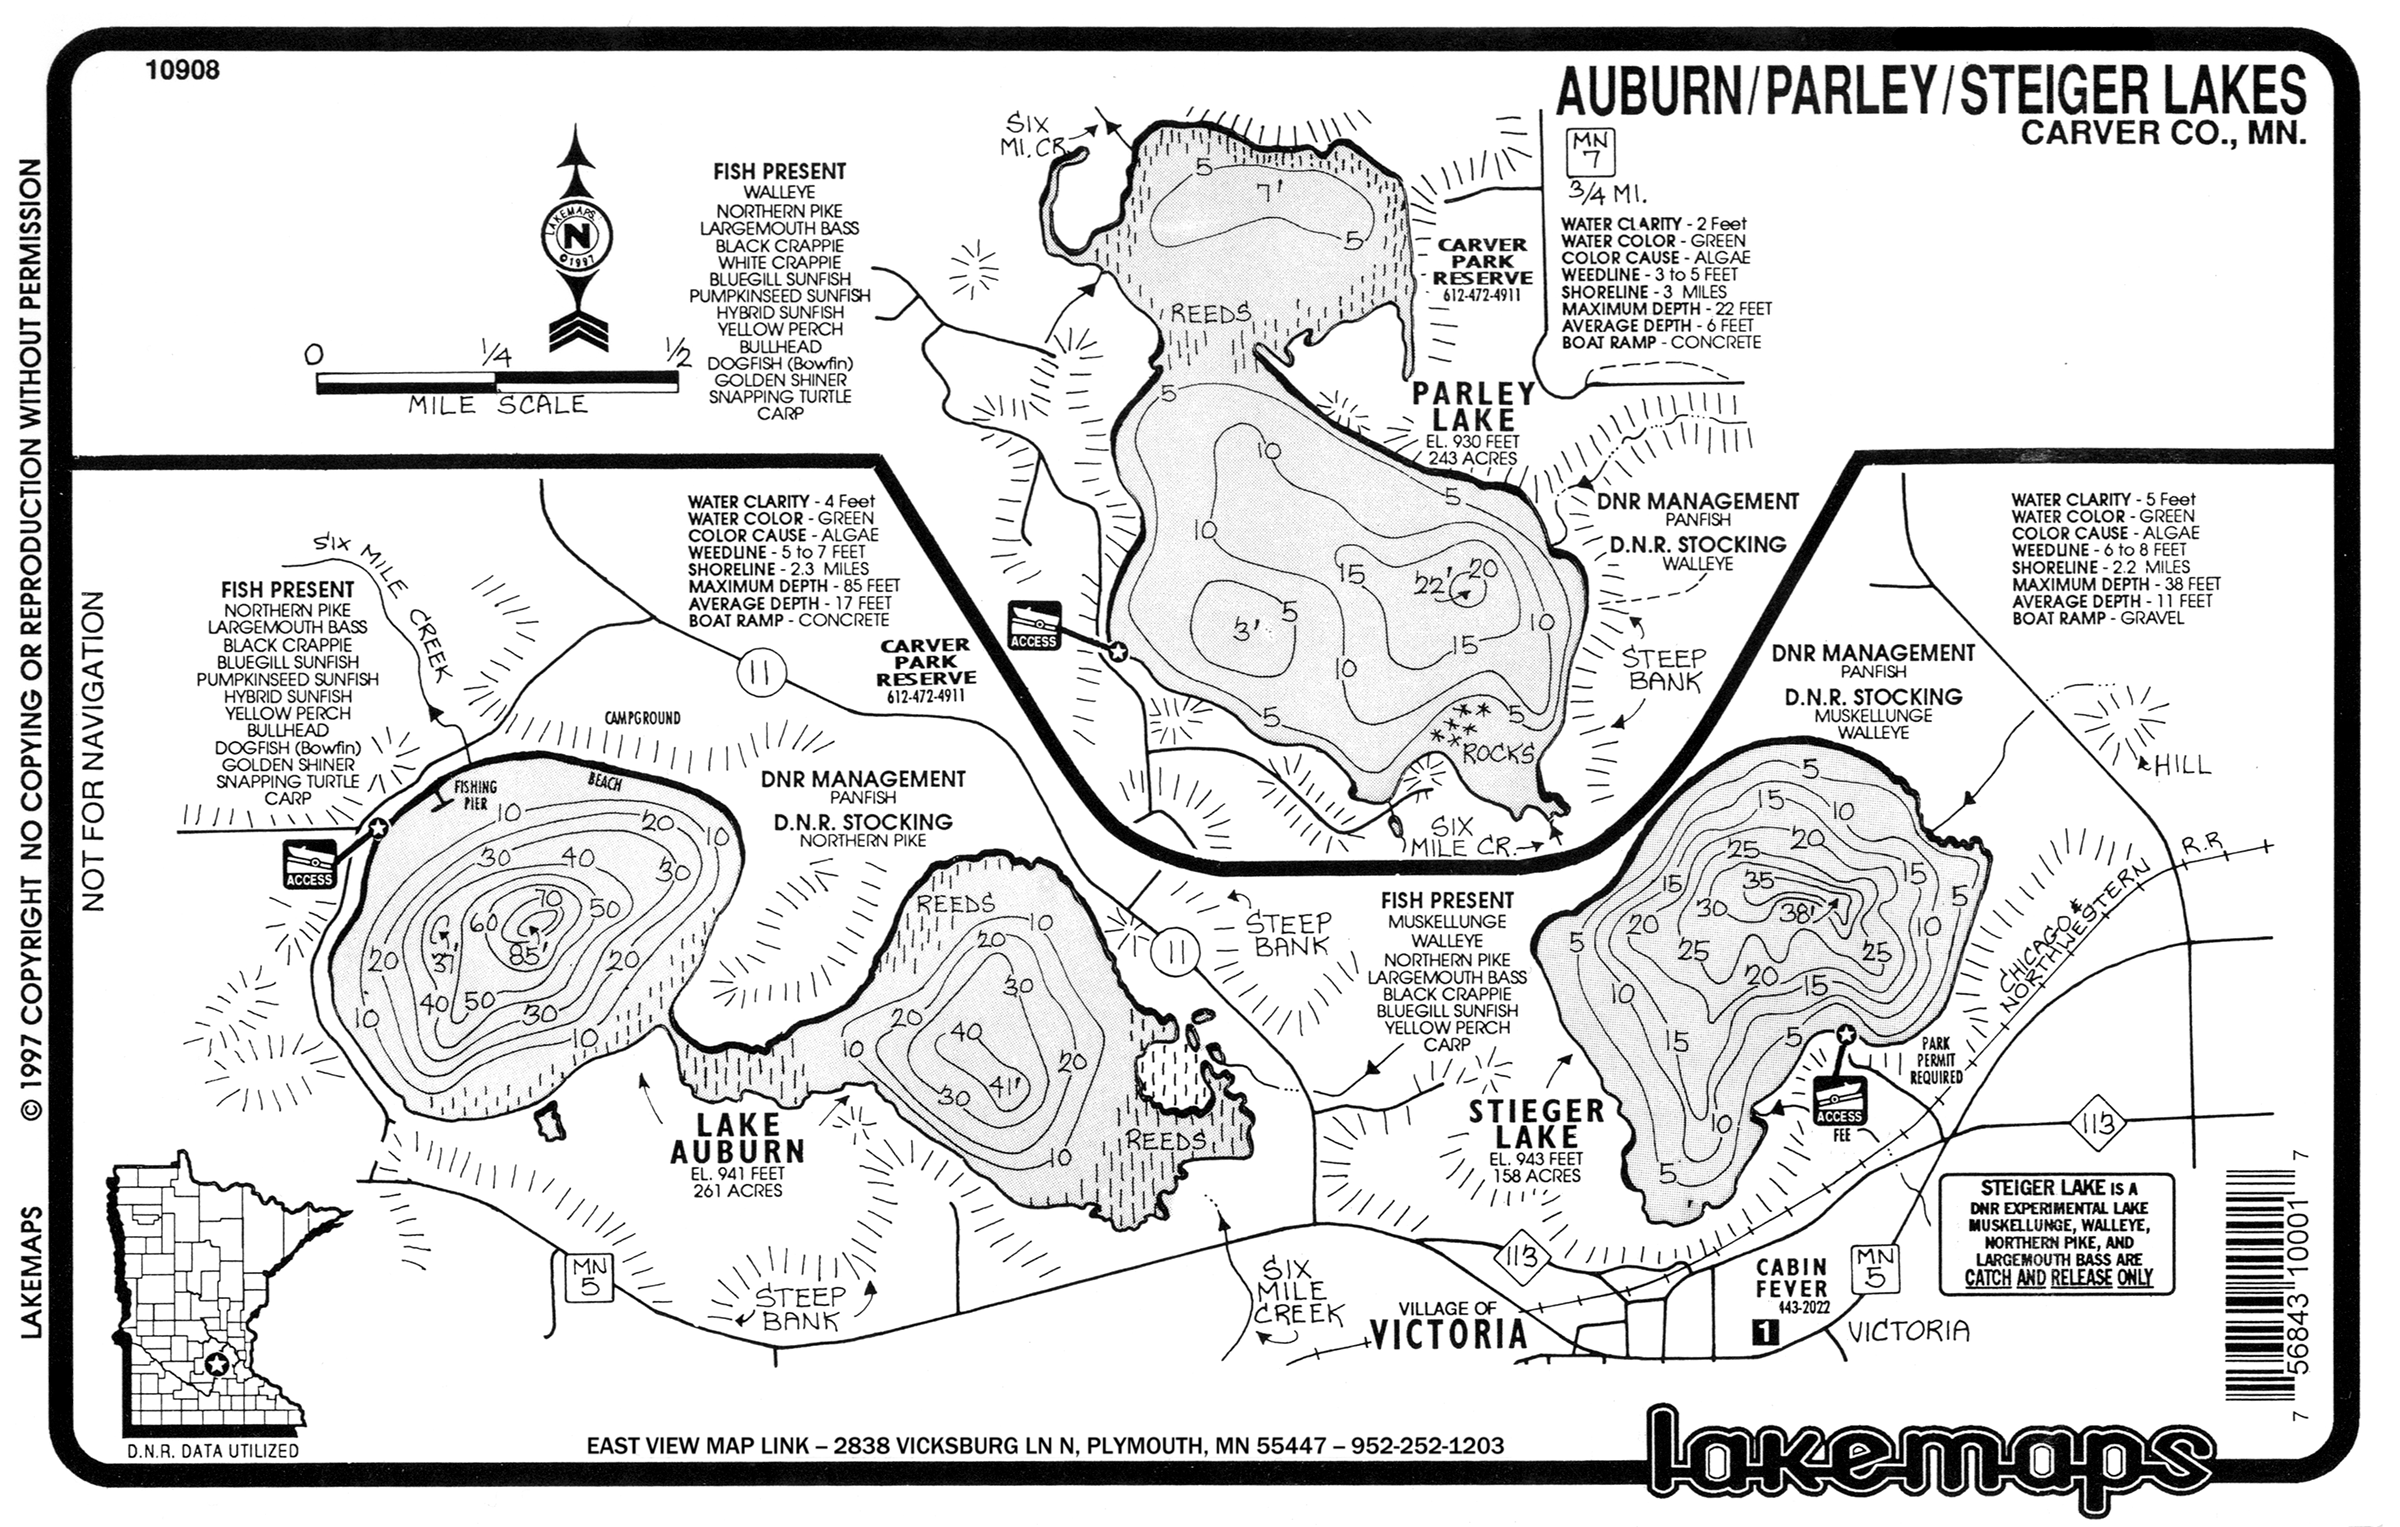 10908
AUBURN/PARLEY/STEIGER LAKES
CARVER CO., MN.
LAKEMAPS © 1997 COPYRIGHT NO COPYING OR REPRODUCTION WITHOUT PERMISSION
NOT FOR NAVIGATION
LAKEMAPS
N
©1997
0 1/4 1/2
MILE SCALE
FISH PRESENT
WALLEYE
NORTHERN PIKE
LARGEMOUTH BASS
BLACK CRAPPIE
WHITE CRAPPIE
BLUEGILL SUNFISH
PUMPKINSEED SUNFISH
HYBRID SUNFISH
YELLOW PERCH
BULLHEAD
DOGFISH (Bowfin)
GOLDEN SHINER
SNAPPING TURTLE
CARP
SIX
MI. CR.
5
7'
5
REEDS
CARVER
PARK
RESERVE
612-472-4911
MN
7
3/4 MI.
WATER CLARITY - 2 Feet
WATER COLOR - GREEN
COLOR CAUSE - ALGAE
WEEDLINE - 3 to 5 FEET
SHORELINE - 3 MILES
MAXIMUM DEPTH - 22 FEET
AVERAGE DEPTH - 6 FEET
BOAT RAMP - CONCRETE
PARLEY
LAKE
EL. 930 FEET
243 ACRES
DNR MANAGEMENT
PANFISH
D.N.R. STOCKING
WALLEYE
5
10
5
10
15
22'
20
3'
5
10
15
10
5
5
ROCKS
STEEP
BANK
ACCESS
SIX
MILE CR.
WATER CLARITY - 4 Feet
WATER COLOR - GREEN
COLOR CAUSE - ALGAE
WEEDLINE - 5 to 7 FEET
SHORELINE - 2.3 MILES
MAXIMUM DEPTH - 85 FEET
AVERAGE DEPTH - 17 FEET
BOAT RAMP - CONCRETE
CARVER
PARK
RESERVE
612-472-4911
SIX MILE CREEK
FISH PRESENT
NORTHERN PIKE
LARGEMOUTH BASS
BLACK CRAPPIE
BLUEGILL SUNFISH
PUMPKINSEED SUNFISH
HYBRID SUNFISH
YELLOW PERCH
BULLHEAD
DOGFISH (Bowfin)
GOLDEN SHINER
SNAPPING TURTLE
CARP
11
CAMPGROUND
BEACH
FISHING
PIER
ACCESS
DNR MANAGEMENT
PANFISH
D.N.R. STOCKING
NORTHERN PIKE
10
20
10
30
40
30
70
60
50
37'
85'
20
20
40
50
30
10
10
REEDS
10
20
30
20
40
10
20
30
41'
10
REEDS
LAKE
AUBURN
EL. 941 FEET
261 ACRES
11
STEEP
BANK
MN
5
STEEP
BANK
SIX
MILE
CREEK
WATER CLARITY - 5 Feet
WATER COLOR - GREEN
COLOR CAUSE - ALGAE
WEEDLINE - 6 to 8 FEET
SHORELINE - 2.2 MILES
MAXIMUM DEPTH - 38 FEET
AVERAGE DEPTH - 11 FEET
BOAT RAMP - GRAVEL
DNR MANAGEMENT
PANFISH
D.N.R. STOCKING
MUSKELLUNGE
WALLEYE
HILL
R.R.
CHICAGO &
NORTHWESTERN
FISH PRESENT
MUSKELLUNGE
WALLEYE
NORTHERN PIKE
LARGEMOUTH BASS
BLACK CRAPPIE
BLUEGILL SUNFISH
YELLOW PERCH
CARP
5
15
10
20
25
15
35
5
5
30
38'
20
10
5
25
25
20
15
10
15
5
10
5
STIEGER
LAKE
EL. 943 FEET
158 ACRES
PARK
PERMIT
REQUIRED
ACCESS
FEE
113
113
STEIGER LAKE IS A
DNR EXPERIMENTAL LAKE
MUSKELLUNGE, WALLEYE,
NORTHERN PIKE, AND
LARGEMOUTH BASS ARE
CATCH AND RELEASE ONLY
CABIN
FEVER
443-2022
1
MN
5
VICTORIA
VILLAGE OF
VICTORIA
D.N.R. DATA UTILIZED
EAST VIEW MAP LINK – 2838 VICKSBURG LN N, PLYMOUTH, MN 55447 – 952-252-1203
7 56843 10001 7
lakemaps